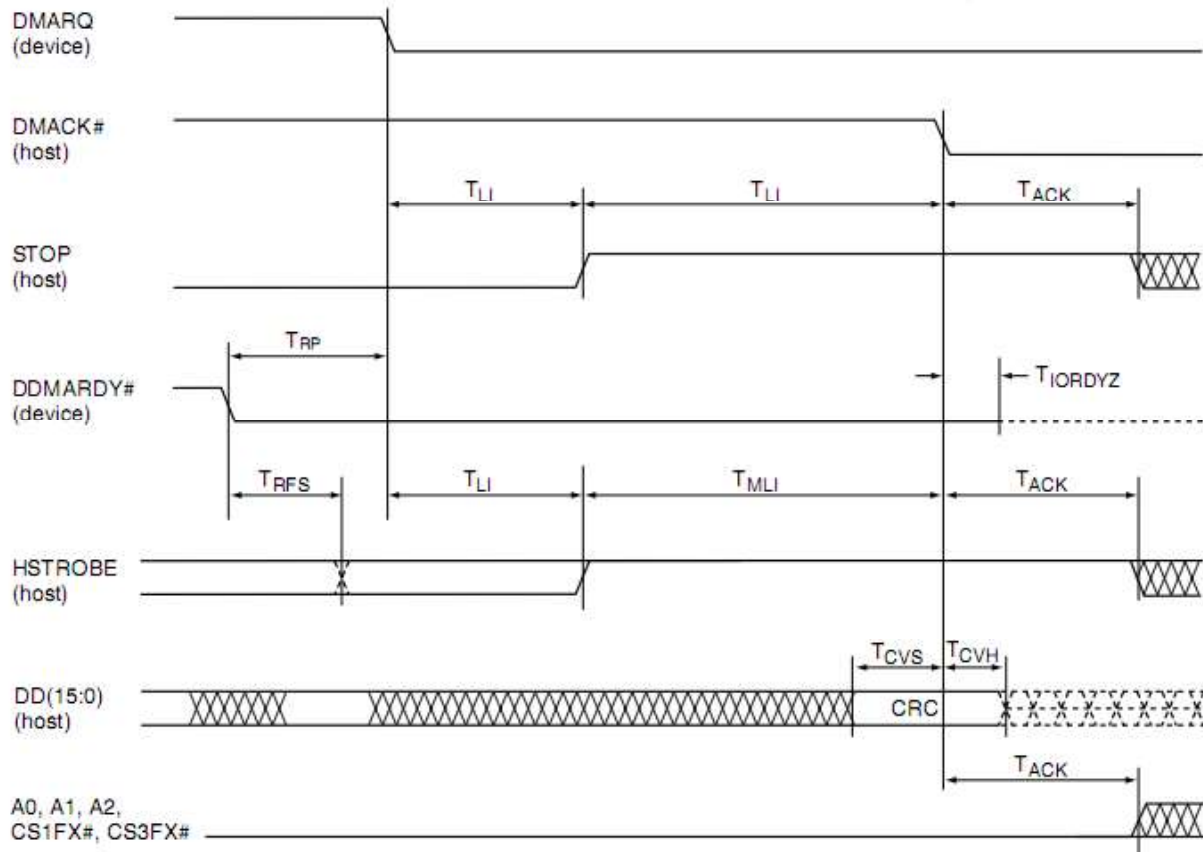 DMARQ
(device)
DMACK#
(host)
TLI TLI TACK
STOP
(host)
TRP
DDMARDY#
(device)
TIORDYZ
TRFS TLI TMLI TACK
HSTROBE
(host)
TCVS TCVH
DD(15:0)
(host)
CRC
TACK
A0, A1, A2,
CS1FX#, CS3FX#